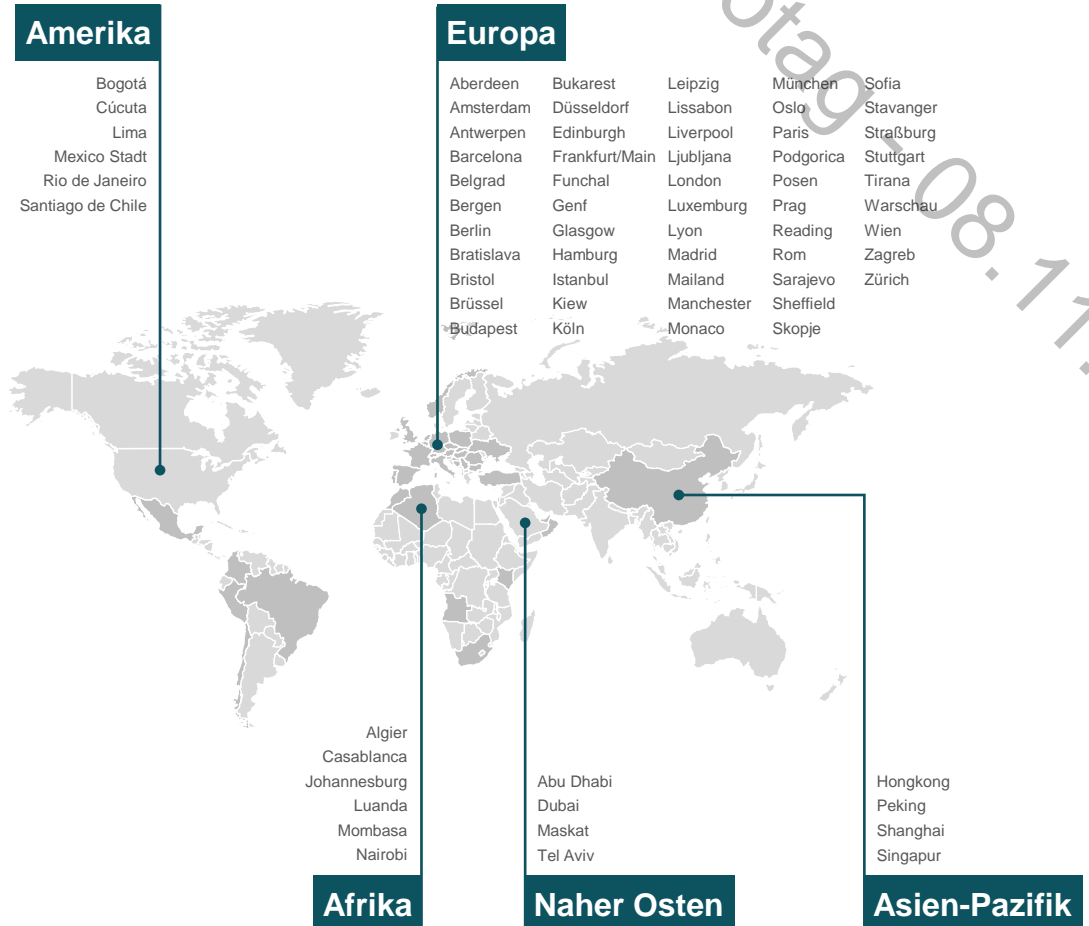 Amerika
Bogotá
Cúcuta
Lima
Mexico Stadt
Rio de Janeiro
Santiago de Chile
Europa
Aberdeen
Amsterdam
Antwerpen
Barcelona
Belgrad
Bergen
Berlin
Bratislava
Bristol
Brüssel
Budapest
Bukarest
Düsseldorf
Edinburgh
Frankfurt/Main
Funchal
Genf
Glasgow
Hamburg
Istanbul
Kiew
Köln
Leipzig
Lissabon
Liverpool
Ljubljana
London
Luxemburg
Lyon
Madrid
Mailand
Manchester
Monaco
München
Oslo
Paris
Podgorica
Posen
Prag
Reading
Rom
Sarajevo
Sheffield
Skopje
Sofia
Stavanger
Straßburg
Stuttgart
Tirana
Warschau
Wien
Zagreb
Zürich
Algier
Casablanca
Johannesburg
Luanda
Mombasa
Nairobi
Afrika
Abu Dhabi
Dubai
Maskat
Tel Aviv
Naher Osten
Hongkong
Peking
Shanghai
Singapur
Asien-Pazifik
- 08.11.